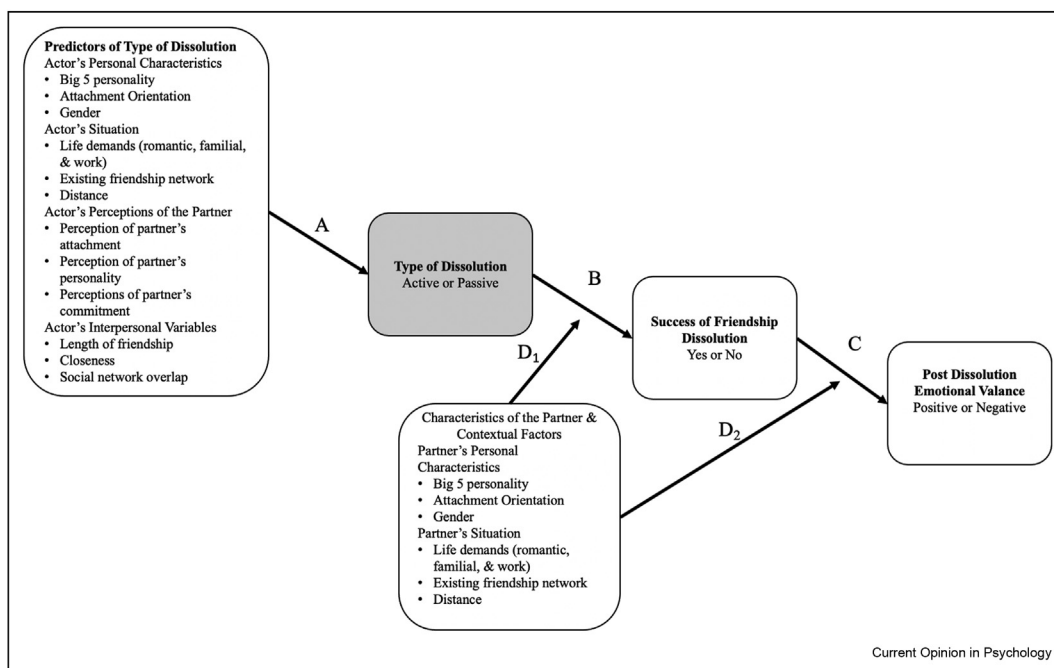 Predictors of Type of Dissolution
Actor's Personal Characteristics
• Big 5 personality
• Attachment Orientation
• Gender
Actor's Situation
• Life demands (romantic, familial,
& work)
• Existing friendship network
• Distance
Actor's Perceptions of the Partner
• Perception of partner's
attachment
• Perception of partner's
personality
• Perceptions of partner's
commitment
Actor's Interpersonal Variables
• Length of friendship
• Closeness
• Social network overlap
A
Type of Dissolution
Active or Passive
B
Success of Friendship
Dissolution
Yes or No
C
Post Dissolution
Emotional Valance
Positive or Negative
D₁
D₂
Characteristics of the Partner &
Contextual Factors
Partner's Personal
Characteristics
• Big 5 personality
• Attachment Orientation
• Gender
Partner's Situation
• Life demands (romantic,
familial, & work)
• Existing friendship network
• Distance
Current Opinion in Psychology